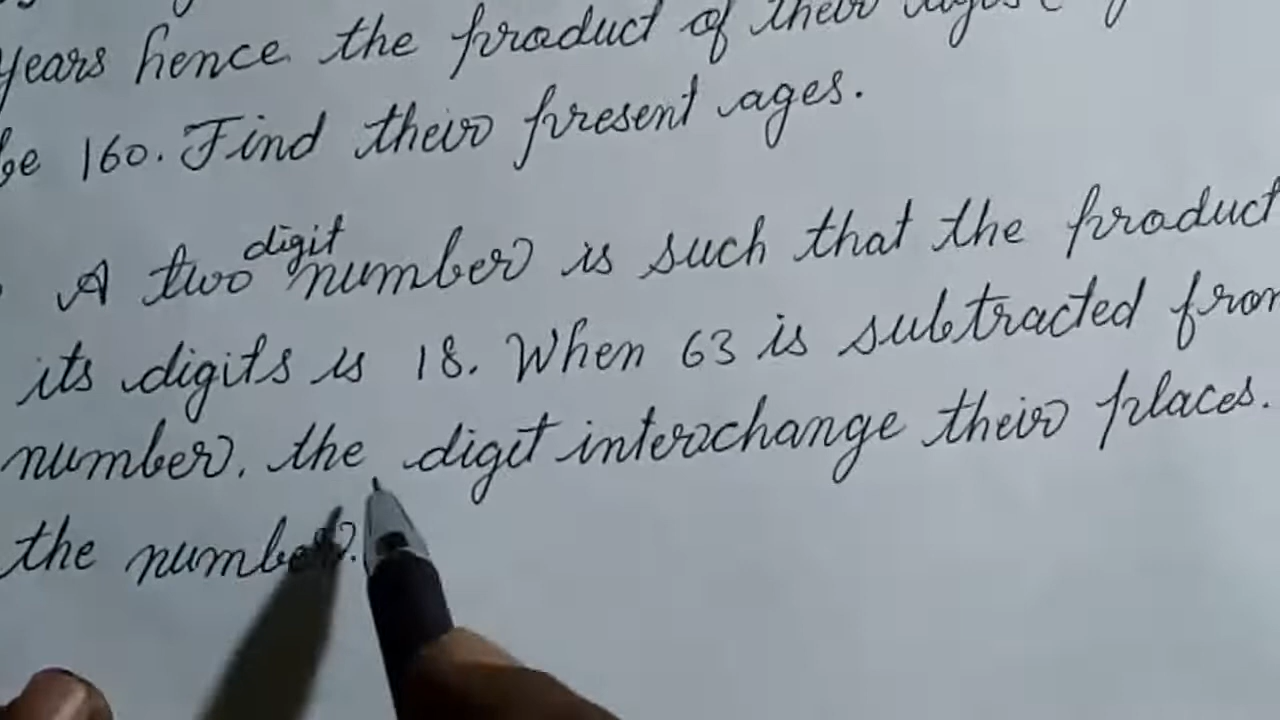 years hence the product of their ages
be 160. Find their present ages.
A two digit number is such that the product
its digits is 18. When 63 is subtracted from
number, the digit interchange their places.
the number.